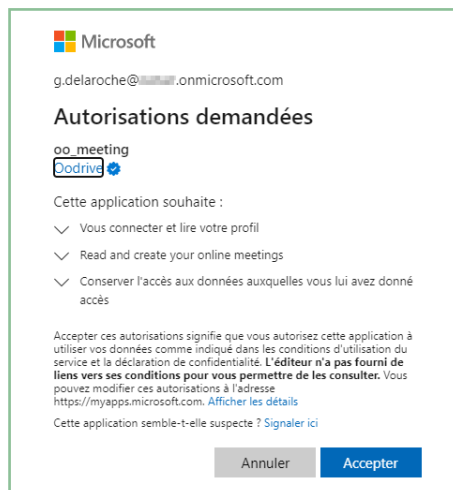 Microsoft
g.delaroche@ .onmicrosoft.com
Autorisations demandées
oo_meeting
Oodrive
Cette application souhaite :
Vous connecter et lire votre profil
Read and create your online meetings
Conserver l'accès aux données auxquelles vous lui avez donné
accès
Accepter ces autorisations signifie que vous autorisez cette application à
utiliser vos données comme indiqué dans les conditions d'utilisation du
service et la déclaration de confidentialité. L'éditeur n'a pas fourni de
liens vers ses conditions pour vous permettre de les consulter. Vous
pouvez modifier ces autorisations à l'adresse
https://myapps.microsoft.com. Afficher les détails
Cette application semble-t-elle suspecte ? Signaler ici
Annuler Accepter